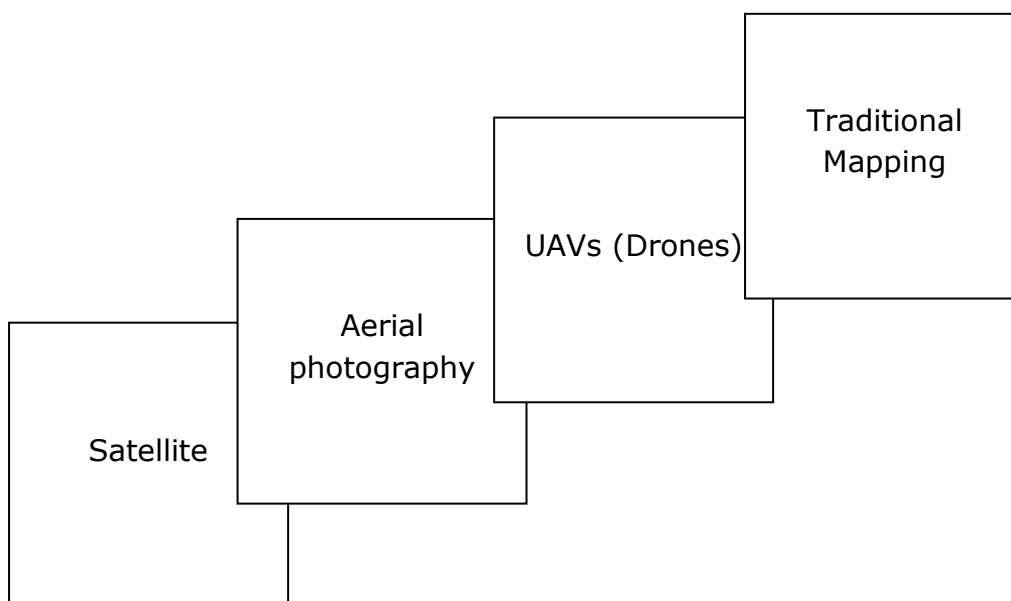 Traditional
Mapping
UAVs (Drones)
Aerial
photography
Satellite